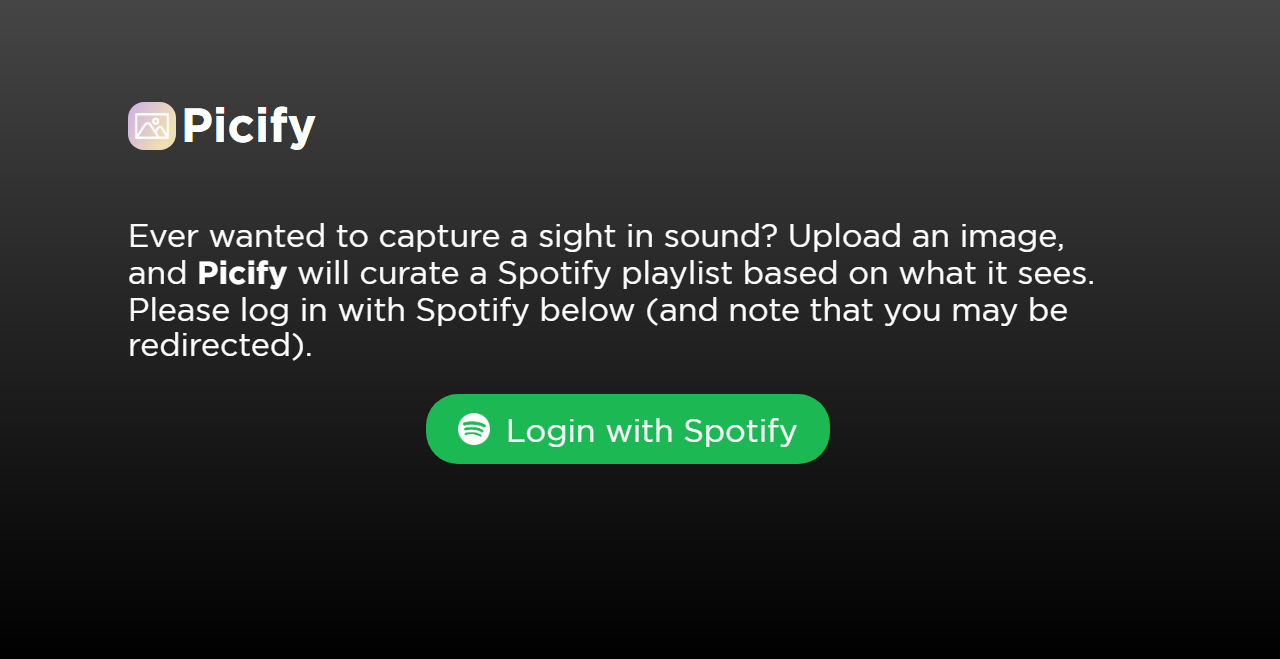 Picify
Ever wanted to capture a sight in sound? Upload an image,
and Picify will curate a Spotify playlist based on what it sees.
Please log in with Spotify below (and note that you may be
redirected).
Login with Spotify